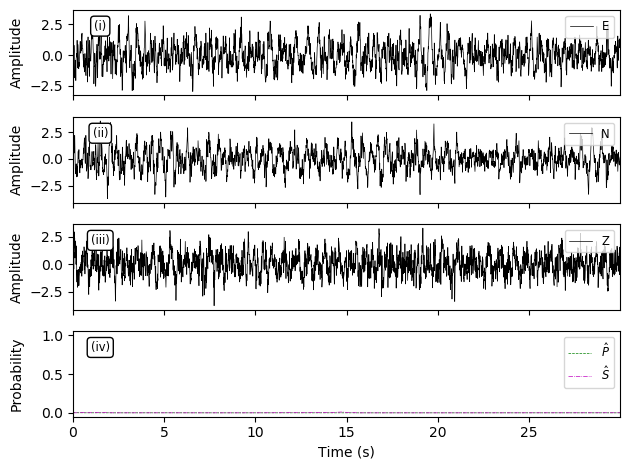 Amplitude
2.5
0.0
−2.5
(i)
E
Amplitude
2.5
0.0
−2.5
(ii)
N
Amplitude
2.5
0.0
−2.5
(iii)
Z
Probability
1.0
0.5
0.0
(iv)
P̂
Ŝ
0 5 10 15 20 25
Time (s)